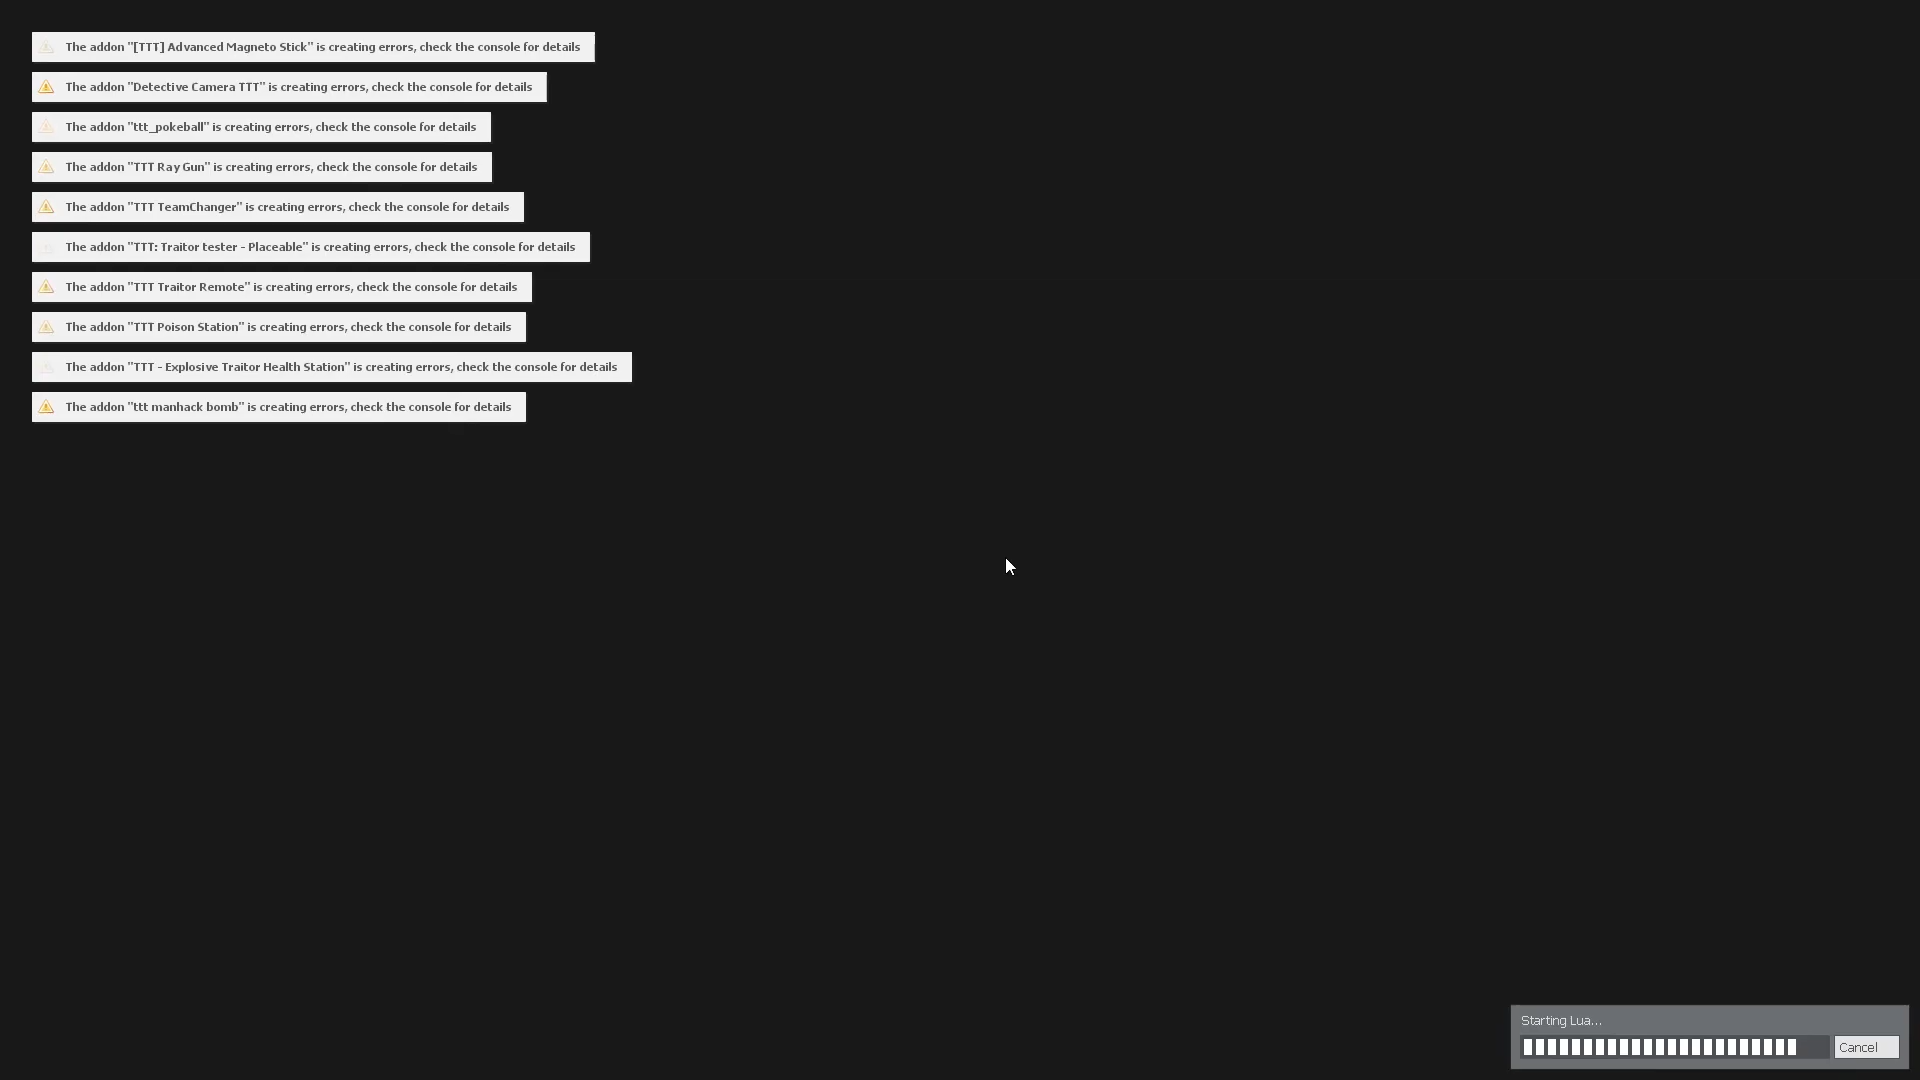 The addon "[TTT] Advanced Magneto Stick" is creating errors, check the console for details
The addon "Detective Camera TTT" is creating errors, check the console for details
The addon "ttt_pokeball" is creating errors, check the console for details
The addon "TTT Ray Gun" is creating errors, check the console for details
The addon "TTT TeamChanger" is creating errors, check the console for details
The addon "TTT: Traitor tester - Placeable" is creating errors, check the console for details
The addon "TTT Traitor Remote" is creating errors, check the console for details
The addon "TTT Poison Station" is creating errors, check the console for details
The addon "TTT - Explosive Traitor Health Station" is creating errors, check the console for details
The addon "ttt manhack bomb" is creating errors, check the console for details
Starting Lua...
Cancel